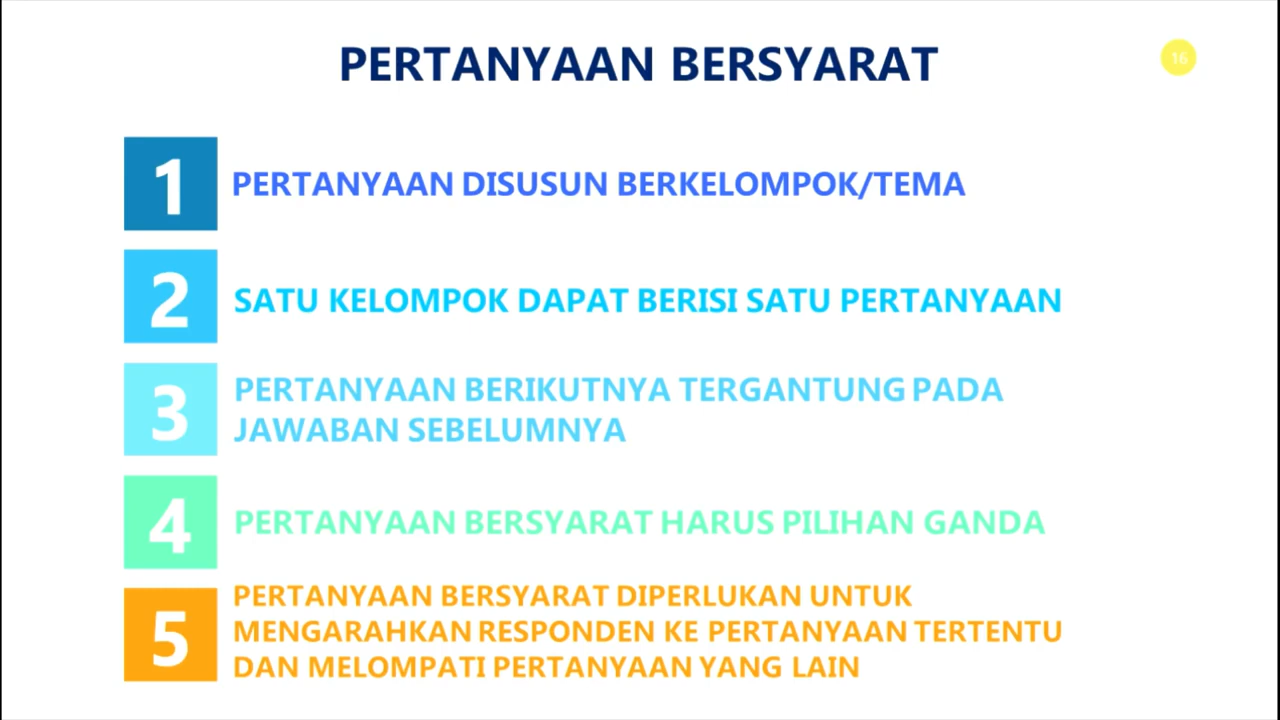 PERTANYAAN BERSYARAT
16
1
PERTANYAAN DISUSUN BERKELOMPOK/TEMA
2
SATU KELOMPOK DAPAT BERISI SATU PERTANYAAN
3
PERTANYAAN BERIKUTNYA TERGANTUNG PADA
JAWABAN SEBELUMNYA
4
PERTANYAAN BERSYARAT HARUS PILIHAN GANDA
5
PERTANYAAN BERSYARAT DIPERLUKAN UNTUK
MENGARAHKAN RESPONDEN KE PERTANYAAN TERTENTU
DAN MELOMPATI PERTANYAAN YANG LAIN